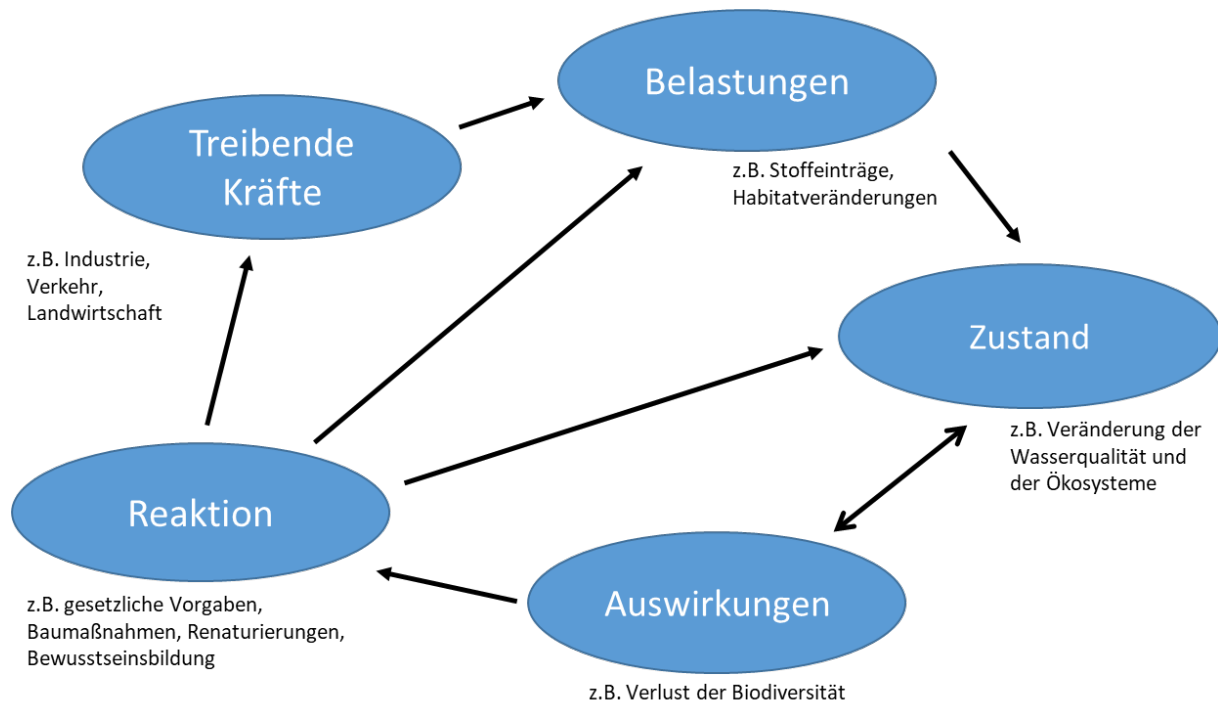 Belastungen
z.B. Stoffeinträge,
Habitatveränderungen
Treibende
Kräfte
z.B. Industrie,
Verkehr,
Landwirtschaft
Zustand
z.B. Veränderung der
Wasserqualität und
der Ökosysteme
Reaktion
z.B. gesetzliche Vorgaben,
Baumaßnahmen, Renaturierungen,
Bewusstseinsbildung
Auswirkungen
z.B. Verlust der Biodiversität